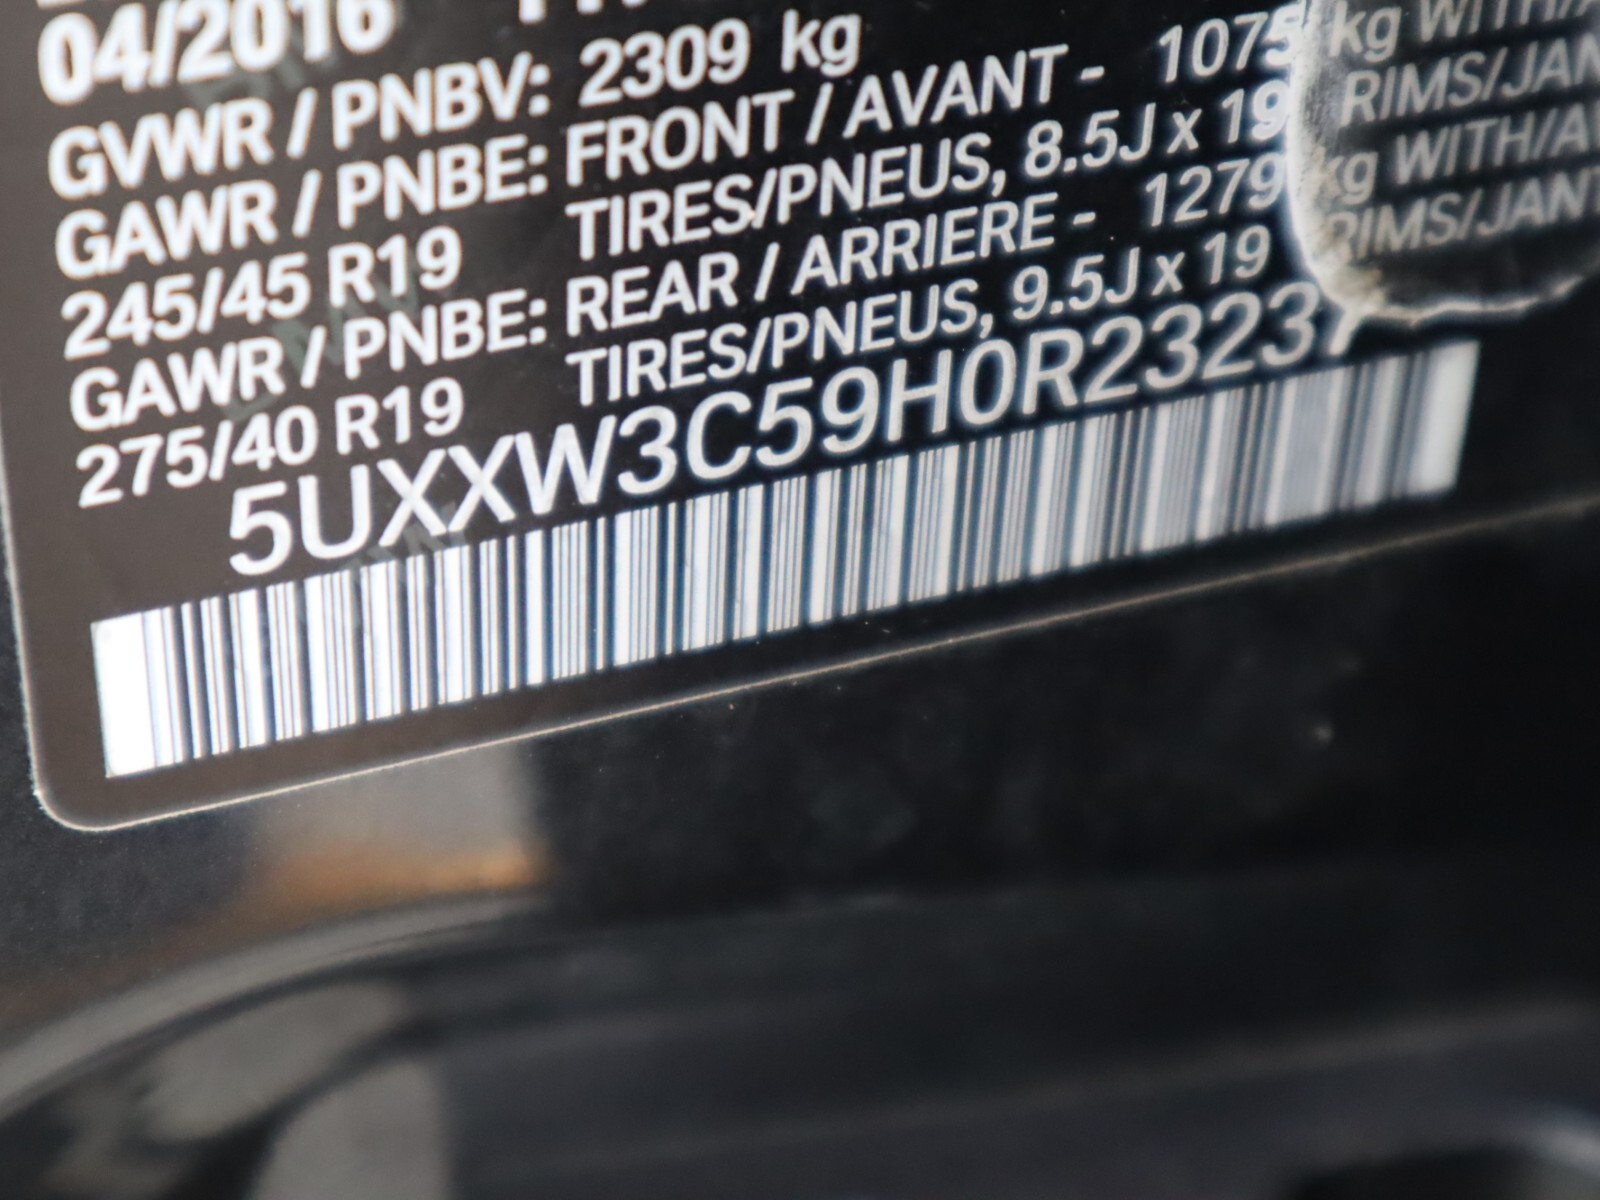 04/2016
GVWR / PNBV: 2309 kg
GAWR / PNBE: FRONT / AVANT - 1075 kg WITH/A
245/45 R19 TIRES/PNEUS, 8.5J x 19 RIMS/JAN
GAWR / PNBE: REAR / ARRIERE - 1279 kg WITH/A
275/40 R19 TIRES/PNEUS, 9.5J x 19 RIMS/JANT
5UXXW3C59H0R23237